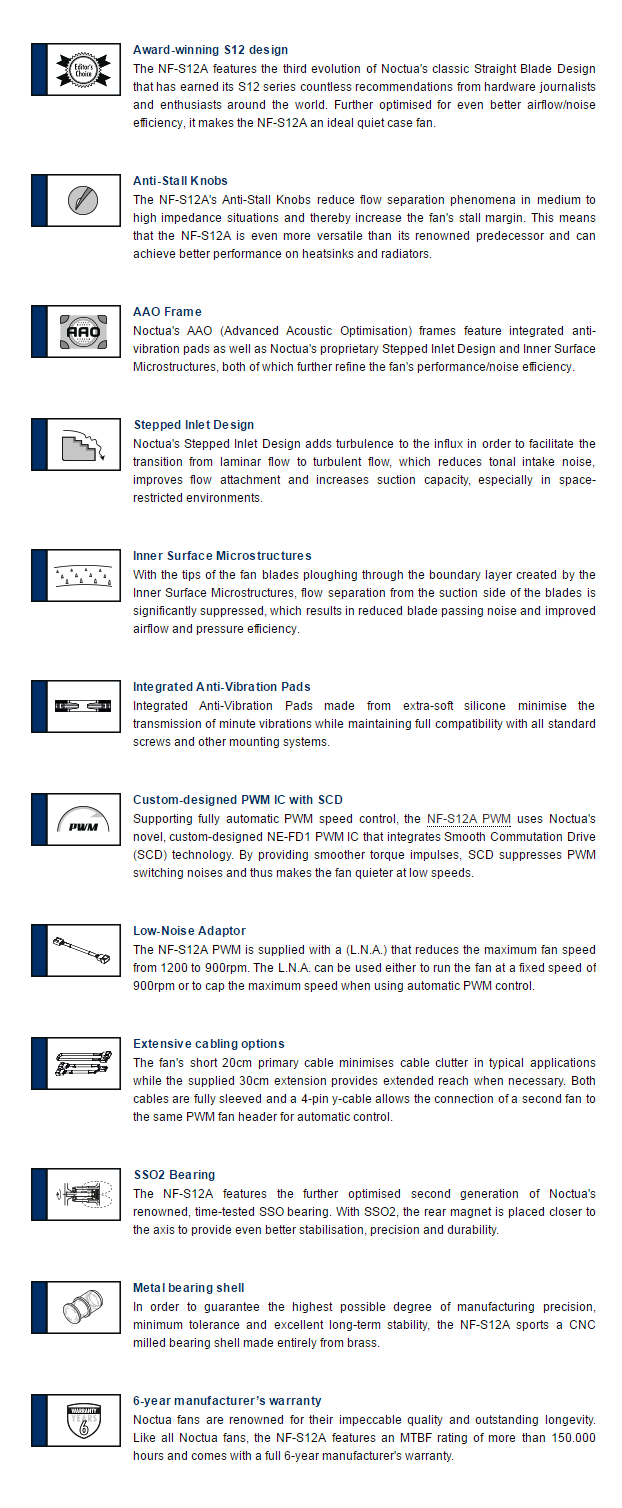 Award-winning S12 design
Editor's
Choice
The NF-S12A features the third evolution of Noctua's classic Straight Blade Design
that has earned its S12 series countless recommendations from hardware journalists
and enthusiasts around the world. Further optimised for even better airflow/noise
efficiency, it makes the NF-S12A an ideal quiet case fan.
Anti-Stall Knobs
The NF-S12A's Anti-Stall Knobs reduce flow separation phenomena in medium to
high impedance situations and thereby increase the fan's stall margin. This means
that the NF-S12A is even more versatile than its renowned predecessor and can
achieve better performance on heatsinks and radiators.
AAO Frame
AAO
Noctua's AAO (Advanced Acoustic Optimisation) frames feature integrated anti-
vibration pads as well as Noctua's proprietary Stepped Inlet Design and Inner Surface
Microstructures, both of which further refine the fan's performance/noise efficiency.
Stepped Inlet Design
Noctua's Stepped Inlet Design adds turbulence to the influx in order to facilitate the
transition from laminar flow to turbulent flow, which reduces tonal intake noise,
improves flow attachment and increases suction capacity, especially in space-
restricted environments.
Inner Surface Microstructures
With the tips of the fan blades ploughing through the boundary layer created by the
Inner Surface Microstructures, flow separation from the suction side of the blades is
significantly suppressed, which results in reduced blade passing noise and improved
airflow and pressure efficiency.
Integrated Anti-Vibration Pads
Integrated Anti-Vibration Pads made from extra-soft silicone minimise the
transmission of minute vibrations while maintaining full compatibility with all standard
screws and other mounting systems.
Custom-designed PWM IC with SCD
PWM
Supporting fully automatic PWM speed control, the NF-S12A PWM uses Noctua's
novel, custom-designed NE-FD1 PWM IC that integrates Smooth Commutation Drive
(SCD) technology. By providing smoother torque impulses, SCD suppresses PWM
switching noises and thus makes the fan quieter at low speeds.
Low-Noise Adaptor
The NF-S12A PWM is supplied with a (L.N.A.) that reduces the maximum fan speed
from 1200 to 900rpm. The L.N.A. can be used either to run the fan at a fixed speed of
900rpm or to cap the maximum speed when using automatic PWM control.
Extensive cabling options
The fan's short 20cm primary cable minimises cable clutter in typical applications
while the supplied 30cm extension provides extended reach when necessary. Both
cables are fully sleeved and a 4-pin y-cable allows the connection of a second fan to
the same PWM fan header for automatic control.
SSO2 Bearing
The NF-S12A features the further optimised second generation of Noctua's
renowned, time-tested SSO bearing. With SSO2, the rear magnet is placed closer to
the axis to provide even better stabilisation, precision and durability.
Metal bearing shell
In order to guarantee the highest possible degree of manufacturing precision,
minimum tolerance and excellent long-term stability, the NF-S12A sports a CNC
milled bearing shell made entirely from brass.
6-year manufacturer's warranty
WARRANTY
YEARS
6
Noctua fans are renowned for their impeccable quality and outstanding longevity.
Like all Noctua fans, the NF-S12A features an MTBF rating of more than 150.000
hours and comes with a full 6-year manufacturer's warranty.